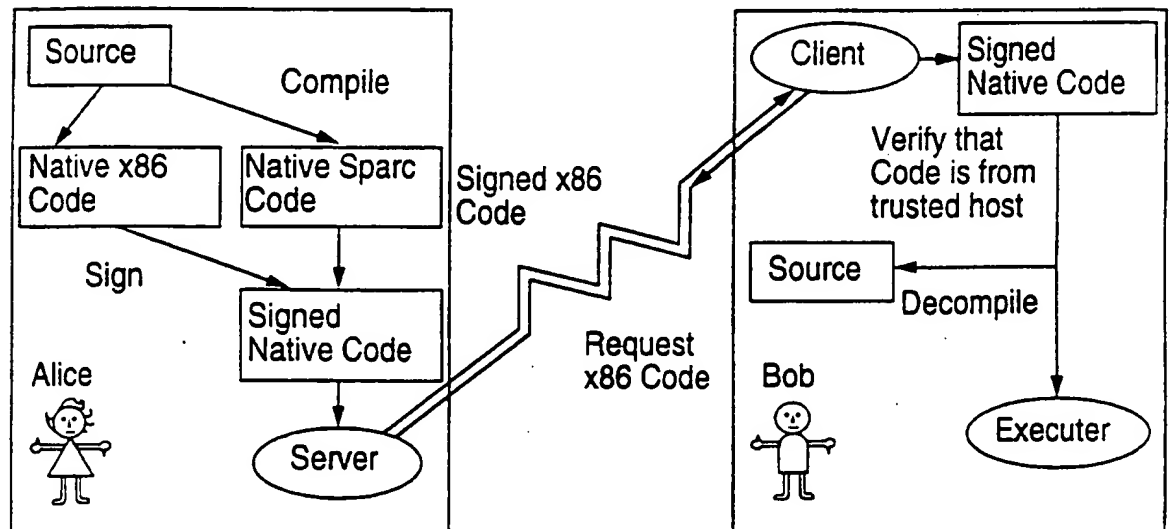 Source
Compile
Native x86
Code
Native Sparc
Code
Sign
Signed
Native Code
Alice
Server
Signed x86
Code
Request
x86 Code
Client
Signed
Native Code
Verify that
Code is from
trusted host
Source
Decompile
Bob
Executer